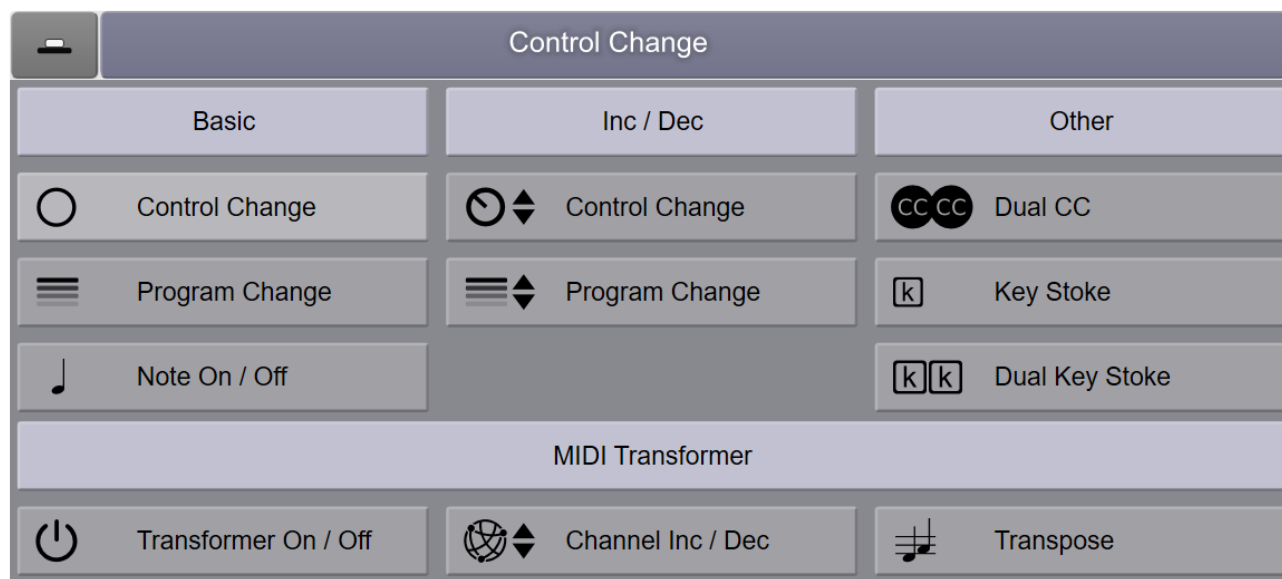 Control Change
Basic Inc / Dec Other
Control Change Control Change CC CC Dual CC
Program Change Program Change k Key Stoke
Note On / Off k k Dual Key Stoke
MIDI Transformer
Transformer On / Off Channel Inc / Dec Transpose